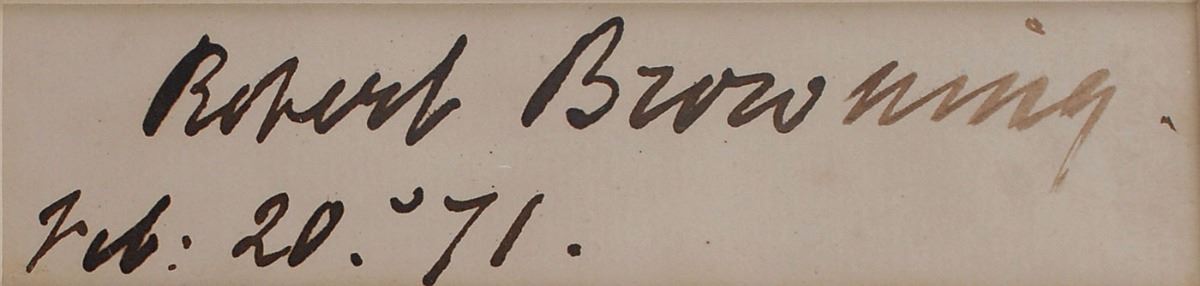 Robert Browning.
Feb: 20. '71.